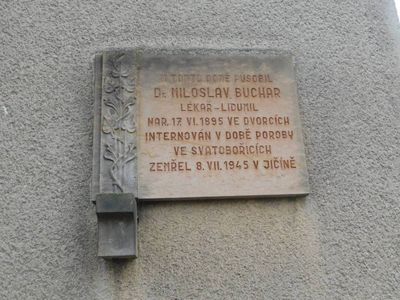 V TOMTO DOMĚ PŮSOBIL
Dr. MILOSLAV BUCHAR
LÉKAŘ - LIDUMIL
NAR. 17. VI. 1895 VE DVORCÍCH
INTERNOVÁN V DOBĚ POROBY
VE SVATOBOŘICÍCH
ZEMŘEL 8. VII. 1945 V JIČÍNĚ